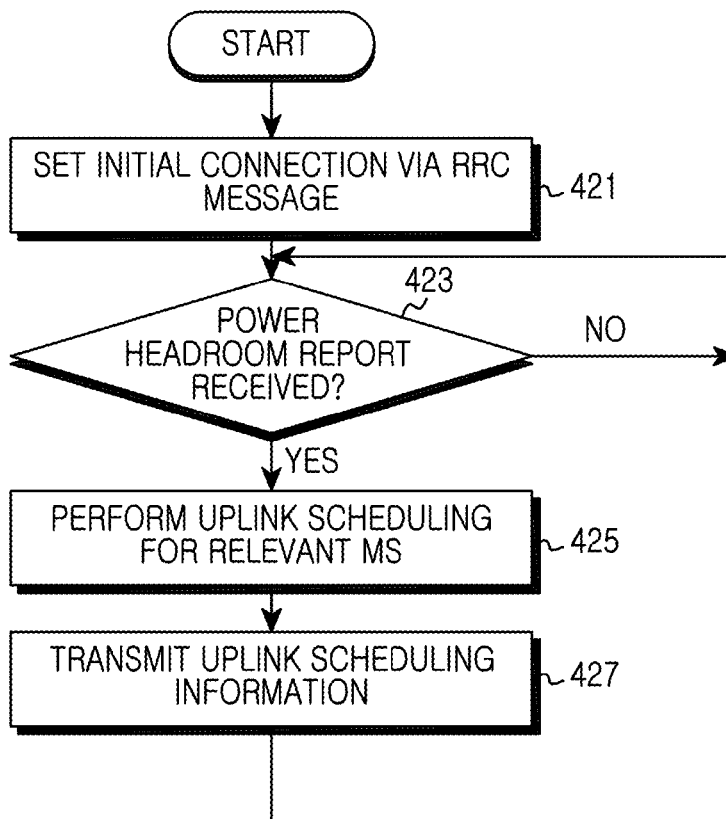 START
SET INITIAL CONNECTION VIA RRC
MESSAGE
421
423
POWER
HEADROOM REPORT
RECEIVED?
NO
YES
PERFORM UPLINK SCHEDULING
FOR RELEVANT MS
425
TRANSMIT UPLINK SCHEDULING
INFORMATION
427